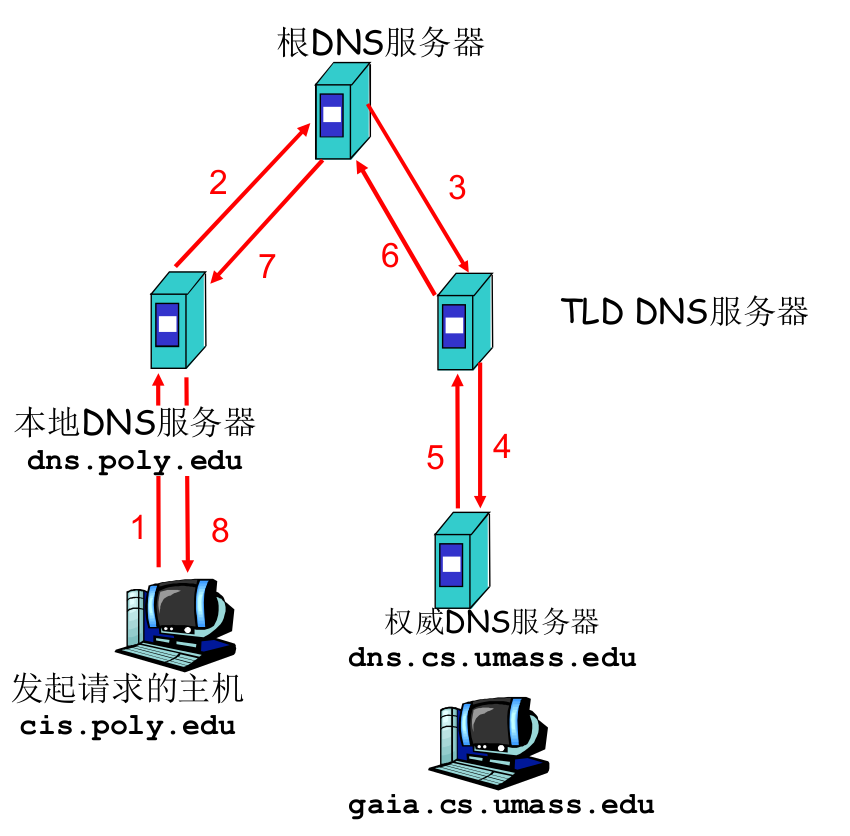 根DNS服务器
2
3
7
6
TLD DNS服务器
本地DNS服务器
dns.poly.edu
5
4
1
8
权威DNS服务器
dns.cs.umass.edu
发起请求的主机
cis.poly.edu
gaia.cs.umass.edu